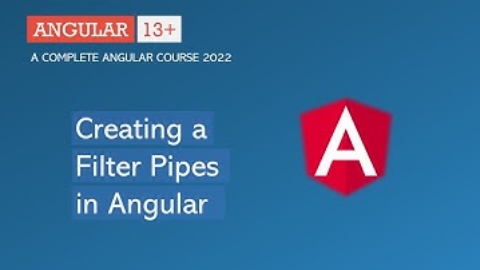 ANGULAR 13+
A COMPLETE ANGULAR COURSE 2022
Creating a
Filter Pipes
in Angular
A